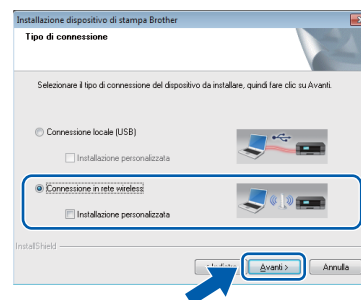 Installazione dispositivo di stampa Brother
Tipo di connessione
Selezionare il tipo di connessione del dispositivo da installare, quindi fare clic su Avanti.
Connessione locale (USB)
Installazione personalizzata
Connessione in rete wireless
Installazione personalizzata
InstallShield
Avanti > Annulla